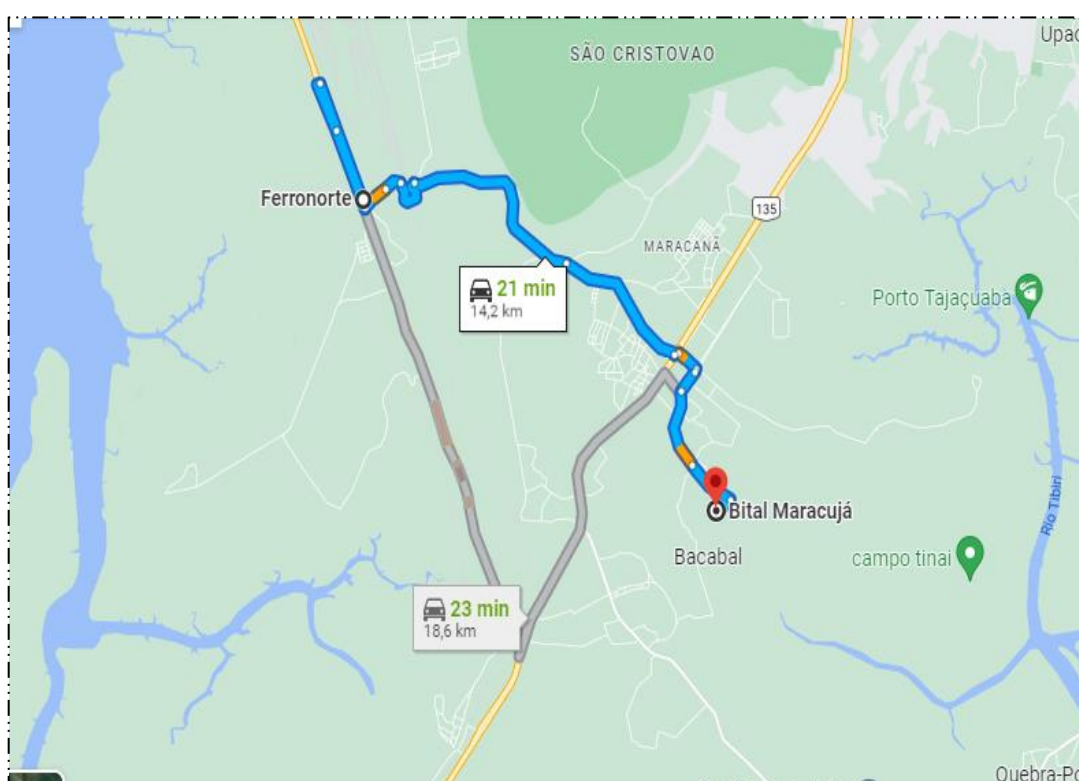 Upao
SÃO CRISTOVAO
Ferronorte
135
MARACANÃ
21 min
14,2 km
Porto Tajaçuaba
Bital Maracujá
Rio Tibiri
Bacabal
campo tinai
23 min
18,6 km
Quebra-Po